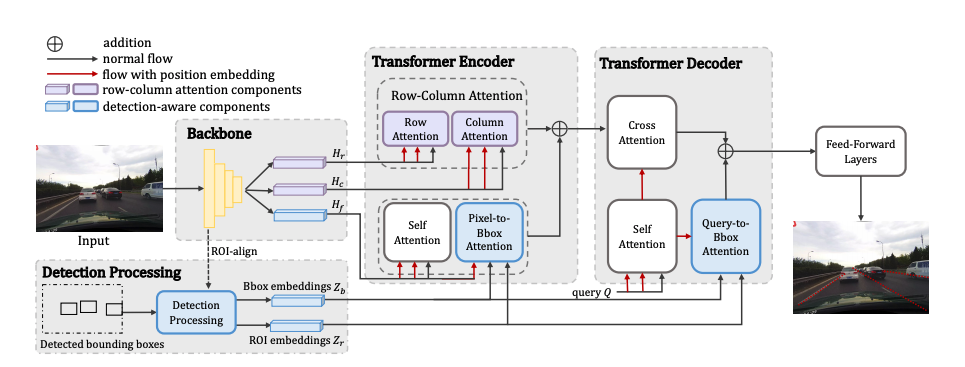 addition
normal flow
flow with position embedding
row-column attention components
detection-aware components
Backbone
Input
ROI-align
H_r
H_c
H_f
Detection Processing
Detected bounding boxes
Detection
Processing
Bbox embeddings Z_b
ROI embeddings Z_r
Transformer Encoder
Row-Column Attention
Row
Attention
Column
Attention
Self
Attention
Pixel-to-
Bbox
Attention
Transformer Decoder
Cross
Attention
Self
Attention
Query-to-
Bbox
Attention
query Q
Feed-Forward
Layers